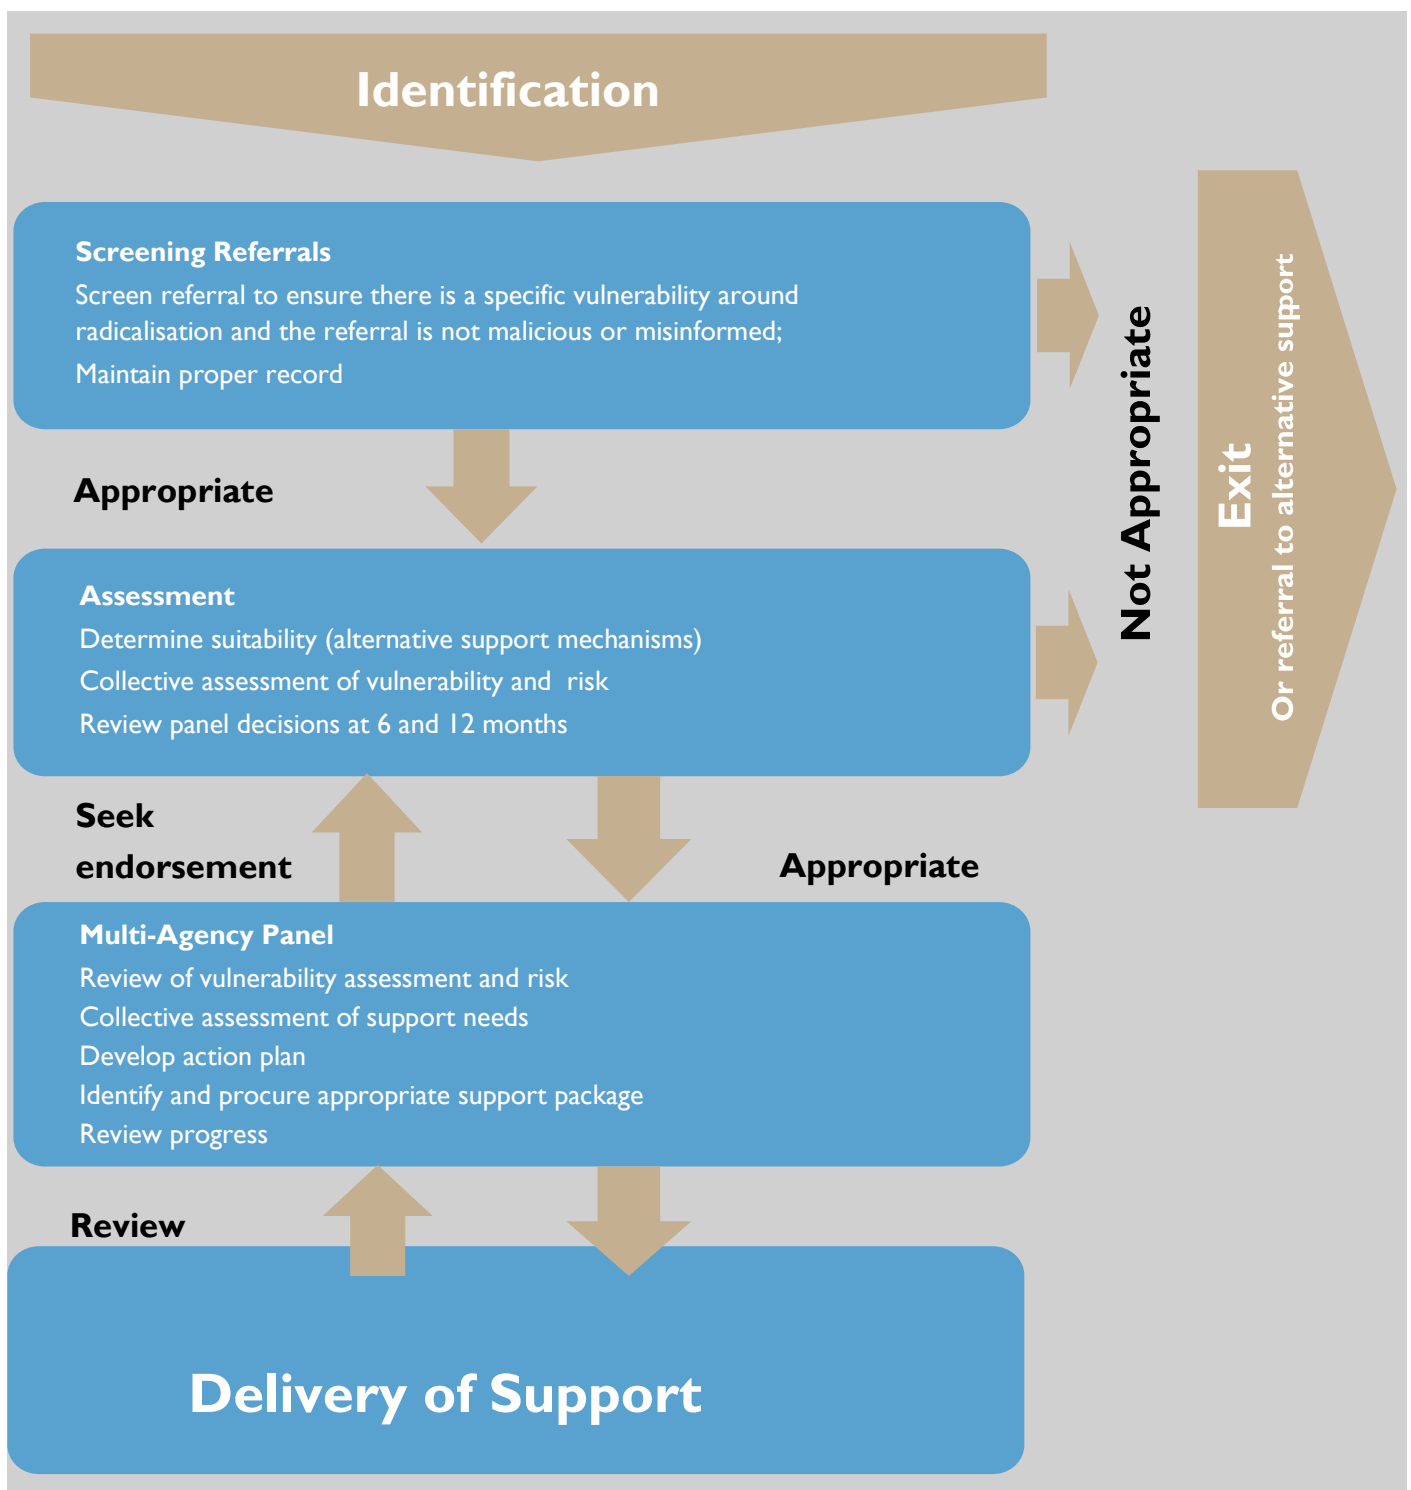 Identification
Screening Referrals
Screen referral to ensure there is a specific vulnerability around
radicalisation and the referral is not malicious or misinformed;
Maintain proper record
Appropriate
Assessment
Determine suitability (alternative support mechanisms)
Collective assessment of vulnerability and risk
Review panel decisions at 6 and 12 months
Seek
endorsement
Appropriate
Multi-Agency Panel
Review of vulnerability assessment and risk
Collective assessment of support needs
Develop action plan
Identify and procure appropriate support package
Review progress
Review
Delivery of Support
Not Appropriate
Exit
Or referral to alternative support